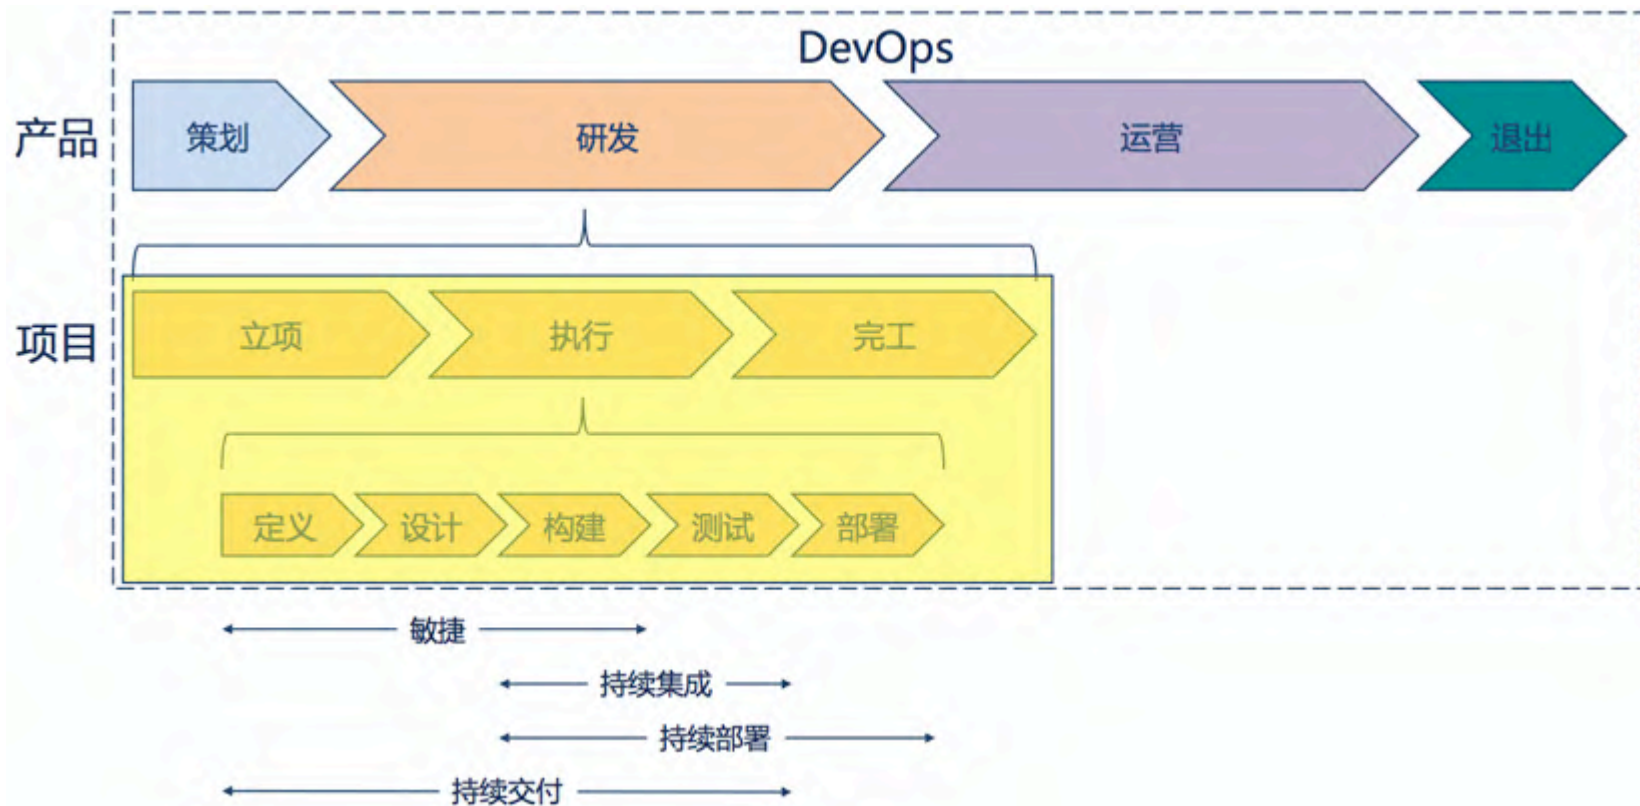 DevOps
产品 策划 研发 运营 退出
项目 立项 执行 完工
定义 设计 构建 测试 部署
敏捷
持续集成
持续部署
持续交付